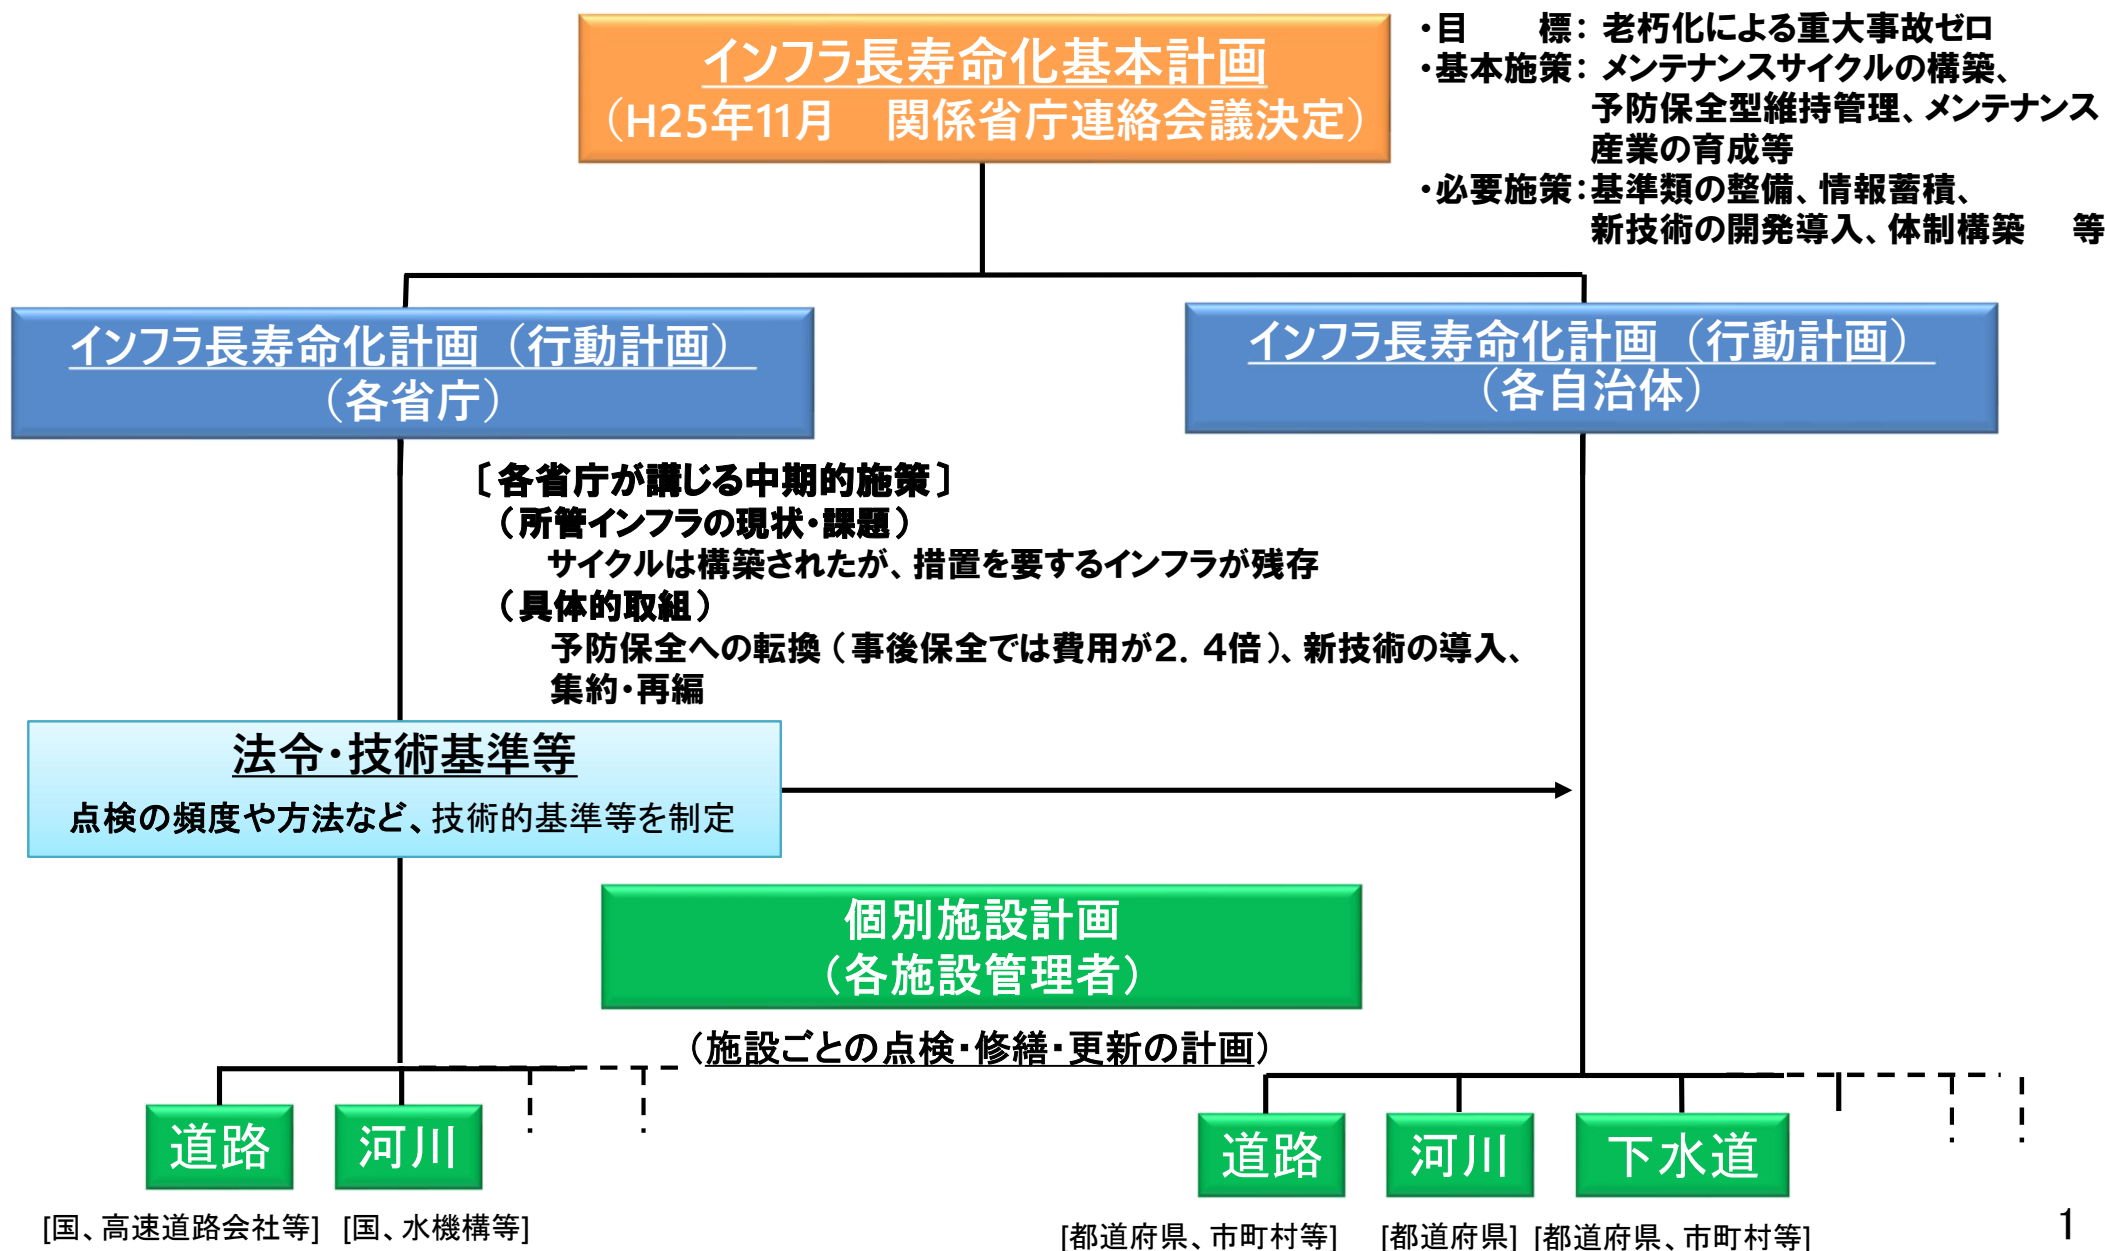 インフラ長寿命化基本計画
（H25年11月　関係省庁連絡会議決定）
・目　　標：老朽化による重大事故ゼロ
・基本施策：メンテナンスサイクルの構築、
予防保全型維持管理、メンテナンス
産業の育成等
・必要施策：基準類の整備、情報蓄積、
新技術の開発導入、体制構築　等
インフラ長寿命化計画（行動計画）
（各省庁）
インフラ長寿命化計画（行動計画）
（各自治体）
〔各省庁が講じる中期的施策〕
（所管インフラの現状・課題）
サイクルは構築されたが、措置を要するインフラが残存
（具体的取組）
予防保全への転換（事後保全では費用が2．4倍）、新技術の導入、
集約・再編
法令・技術基準等
点検の頻度や方法など、技術的基準等を制定
個別施設計画
（各施設管理者）
（施設ごとの点検・修繕・更新の計画）
道路
河川
道路
河川
下水道
[国、高速道路会社等]
[国、水機構等]
[都道府県、市町村等]
[都道府県]
[都道府県、市町村等]
1